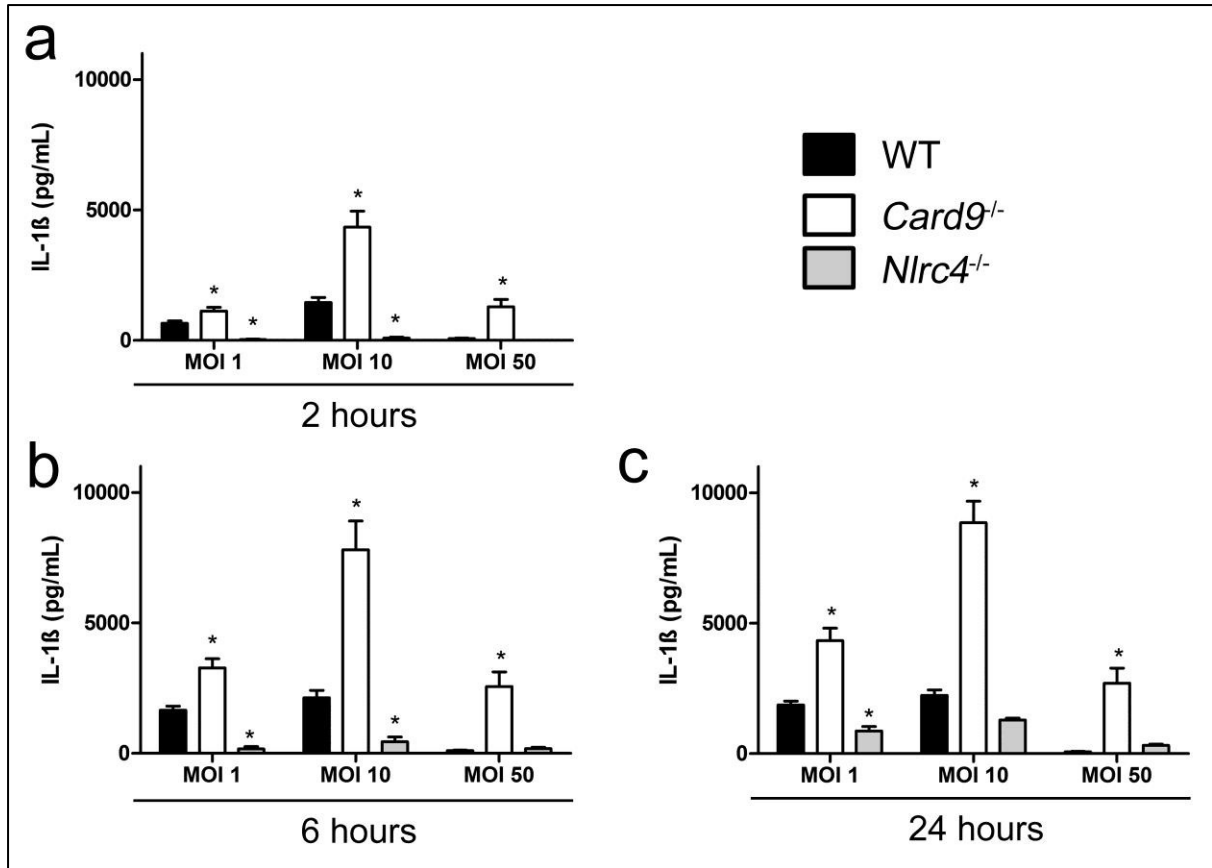 a
IL-1ß (pg/mL)
10000
5000
0
*
*
*
*
*
MOI 1 MOI 10 MOI 50
2 hours
WT
Card9-/-
Nlrc4-/-
b
IL-1ß (pg/mL)
10000
5000
0
*
*
*
*
*
MOI 1 MOI 10 MOI 50
6 hours
c
IL-1ß (pg/mL)
10000
5000
0
*
*
*
*
MOI 1 MOI 10 MOI 50
24 hours